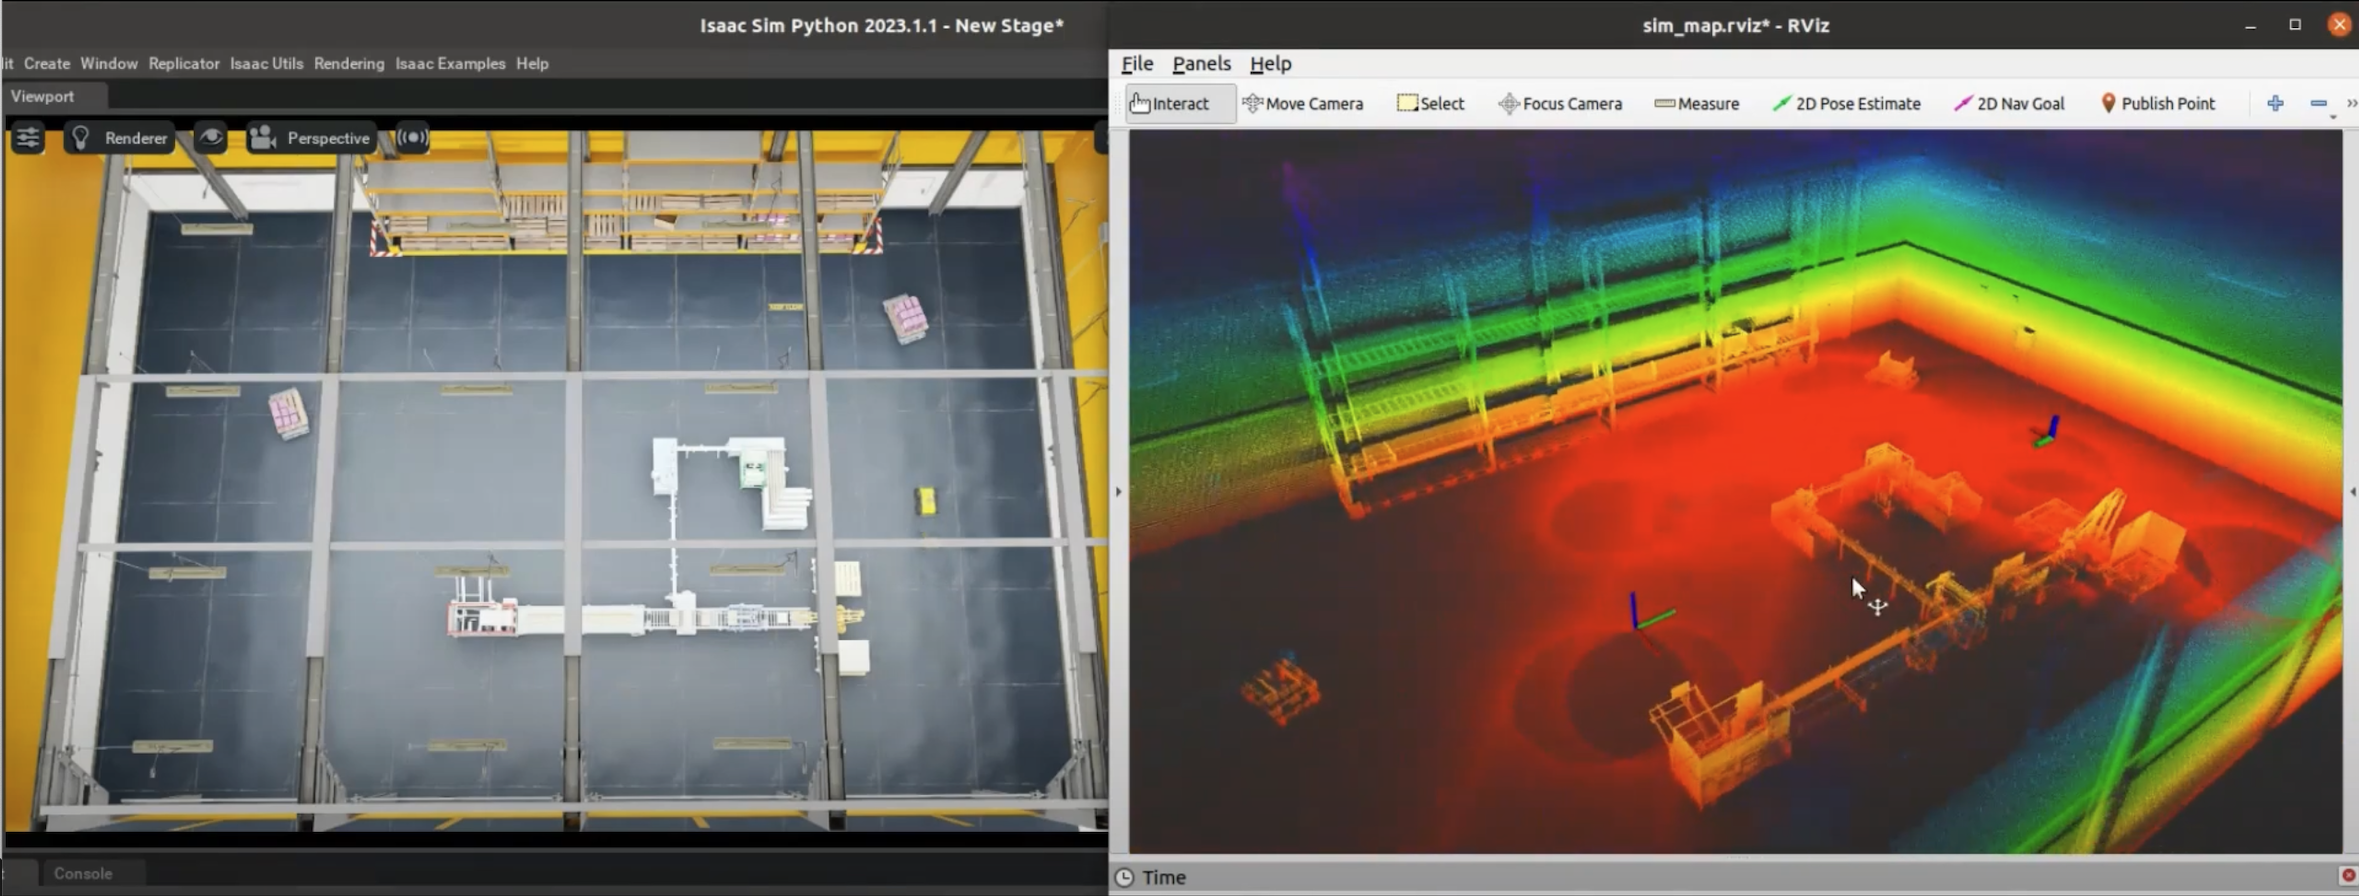 Isaac Sim Python 2023.1.1 - New Stage*
it Create Window Replicator Isaac Utils Rendering Isaac Examples Help
Viewport
Renderer Perspective
Console
sim_map.rviz* - RViz
File Panels Help
Interact Move Camera Select Focus Camera Measure 2D Pose Estimate 2D Nav Goal Publish Point
Time